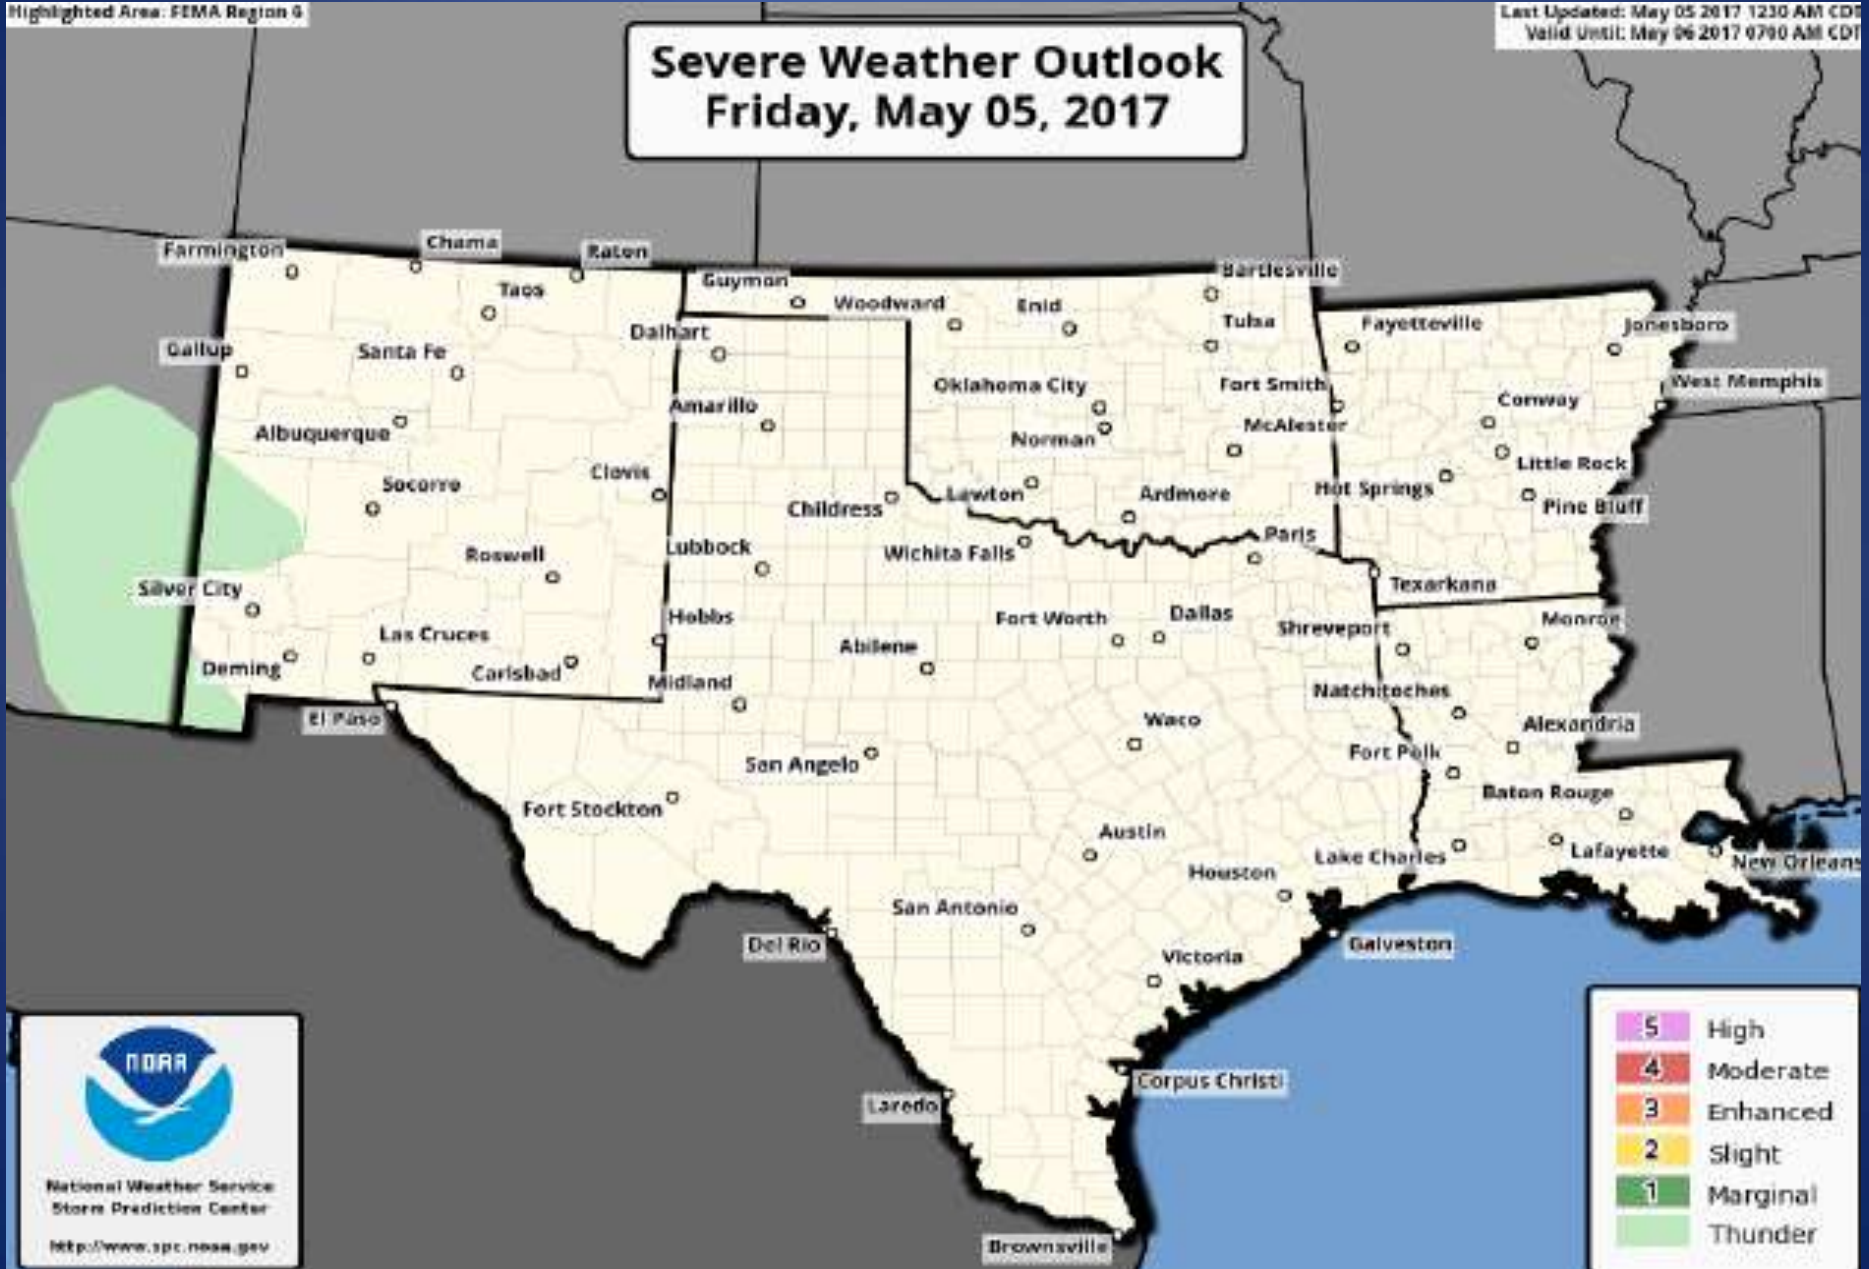 Highlighted Area: FEMA Region 6
Last Updated: May 05 2017 1230 AM CDT
Valid Until: May 06 2017 0700 AM CDT
Severe Weather Outlook
Friday, May 05, 2017
Farmington
Chama
Raton
Taos
Guymon
Woodward
Enid
Bartlesville
Tulsa
Fayetteville
Jonesboro
Dalhart
Gallup
Santa Fe
Oklahoma City
Fort Smith
West Memphis
Conway
Amarillo
Albuquerque
Norman
McAlester
Little Rock
Clovis
Socorro
Childress
Lawton
Ardmore
Hot Springs
Pine Bluff
Roswell
Lubbock
Wichita Falls
Paris
Silver City
Texarkana
Hobbs
Fort Worth
Dallas
Shreveport
Monroe
Las Cruces
Abilene
Deming
Carlsbad
Midland
Natchitoches
El Paso
Waco
Alexandria
San Angelo
Fort Polk
Fort Stockton
Baton Rouge
Austin
Lake Charles
Lafayette
New Orleans
Houston
San Antonio
Del Rio
Galveston
Victoria
Corpus Christi
Laredo
Brownsville
NOAA
National Weather Service
Storm Prediction Center
http://www.spc.noaa.gov
5 High
4 Moderate
3 Enhanced
2 Slight
1 Marginal
Thunder